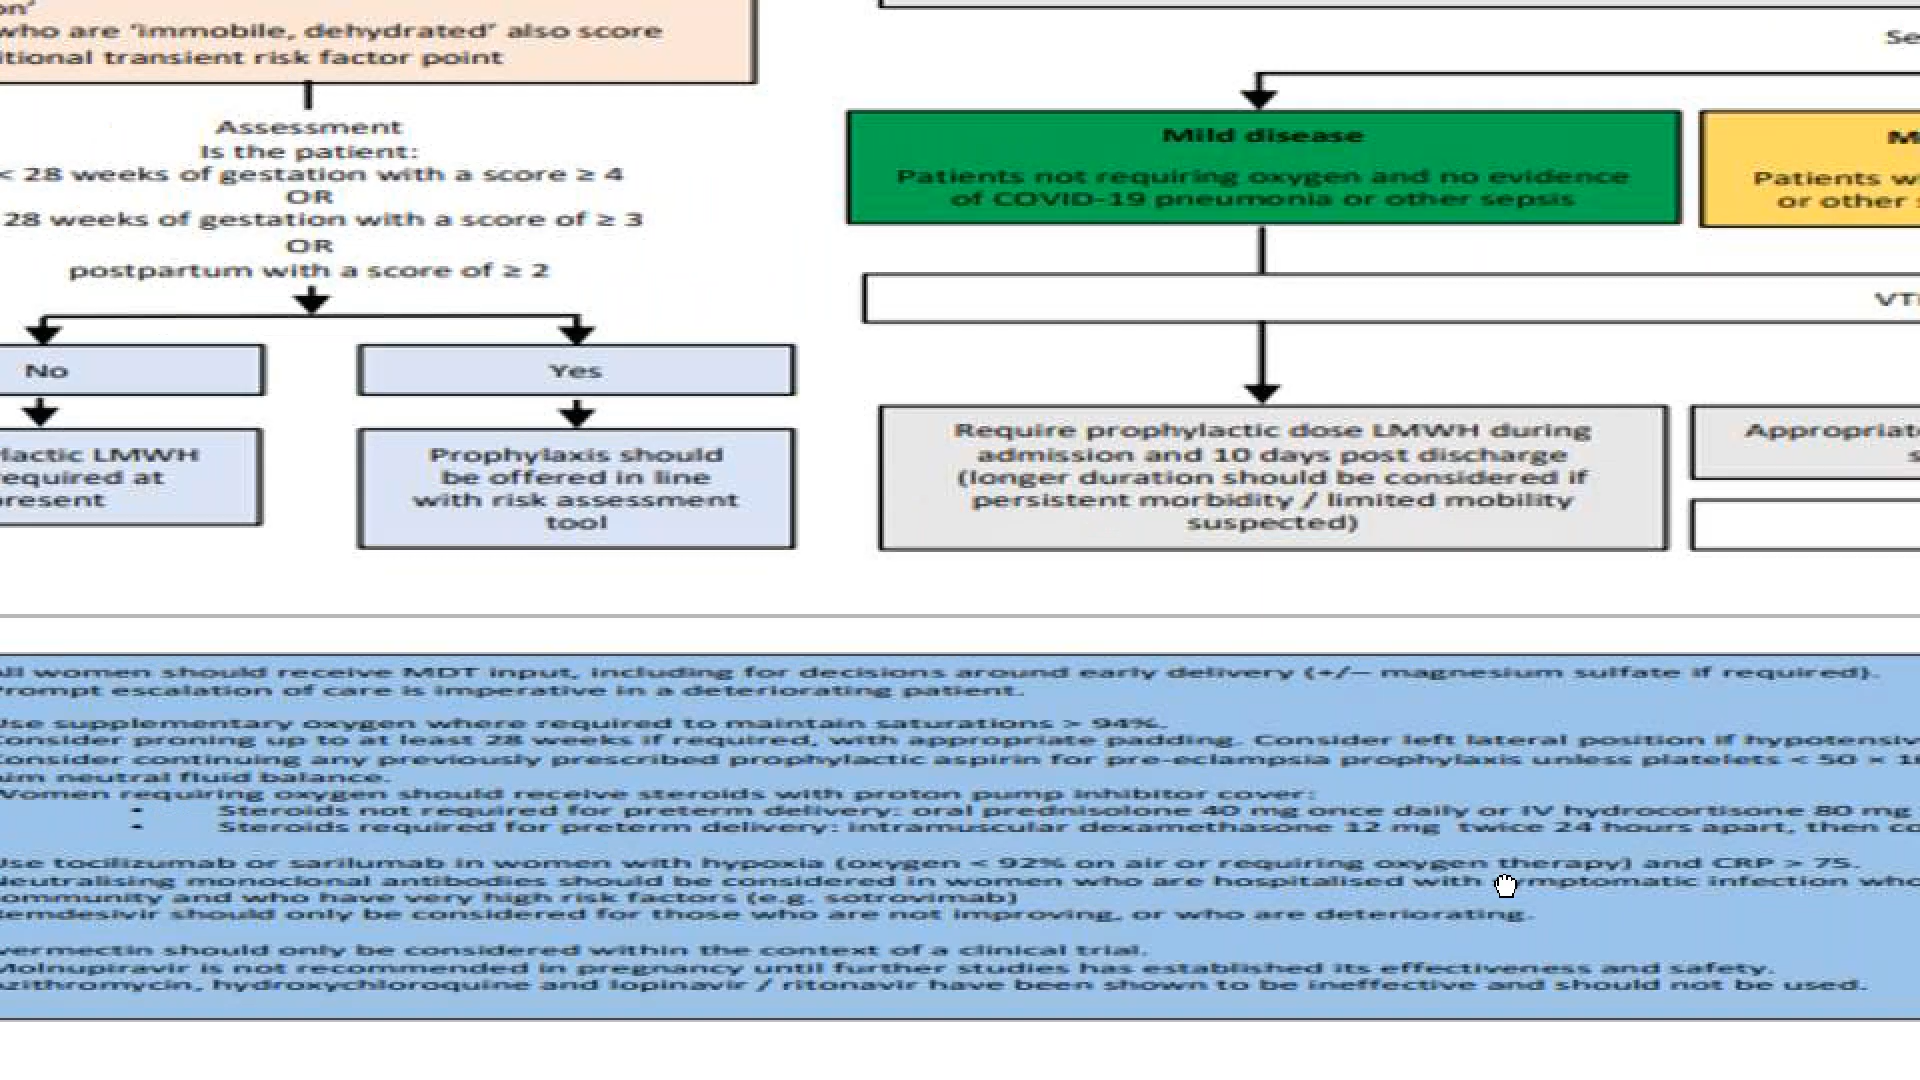 on’
who are ‘immobile, dehydrated’ also score
itional transient risk factor point
Assessment
Is the patient:
< 28 weeks of gestation with a score ≥ 4
OR
28 weeks of gestation with a score of ≥ 3
OR
postpartum with a score of ≥ 2
No
Yes
lactic LMWH
equired at
resent
Prophylaxis should
be offered in line
with risk assessment
tool
Se
Mild disease
Patients not requiring oxygen and no evidence
of COVID-19 pneumonia or other sepsis
M
Patients w
or other s
VT
Require prophylactic dose LMWH during
admission and 10 days post discharge
(longer duration should be considered if
persistent morbidity / limited mobility
suspected)
Appropriat
s
ll women should receive MDT input, including for decisions around early delivery (+/– magnesium sulfate if required).
rompt escalation of care is imperative in a deteriorating patient.
Use supplementary oxygen where required to maintain saturations > 94%.
Consider proning up to at least 28 weeks if required, with appropriate padding. Consider left lateral position if hypotensiv
Consider continuing any previously prescribed prophylactic aspirin for pre-eclampsia prophylaxis unless platelets < 50 × 1
im neutral fluid balance.
Women requiring oxygen should receive steroids with proton pump inhibitor cover:
• Steroids not required for preterm delivery: oral prednisolone 40 mg once daily or IV hydrocortisone 80 mg
• Steroids required for preterm delivery: intramuscular dexamethasone 12 mg twice 24 hours apart, then co
Use tocilizumab or sarilumab in women with hypoxia (oxygen < 92% on air or requiring oxygen therapy) and CRP > 75.
Neutralising monoclonal antibodies should be considered in women who are hospitalised with ymptomatic infection who
ommunity and who have very high risk factors (e.g. sotrovimab)
Remdesivir should only be considered for those who are not improving, or who are deteriorating.
vermectin should only be considered within the context of a clinical trial.
Molnupiravir is not recommended in pregnancy until further studies has established its effectiveness and safety.
zithromycin, hydroxychloroquine and lopinavir / ritonavir have been shown to be ineffective and should not be used.